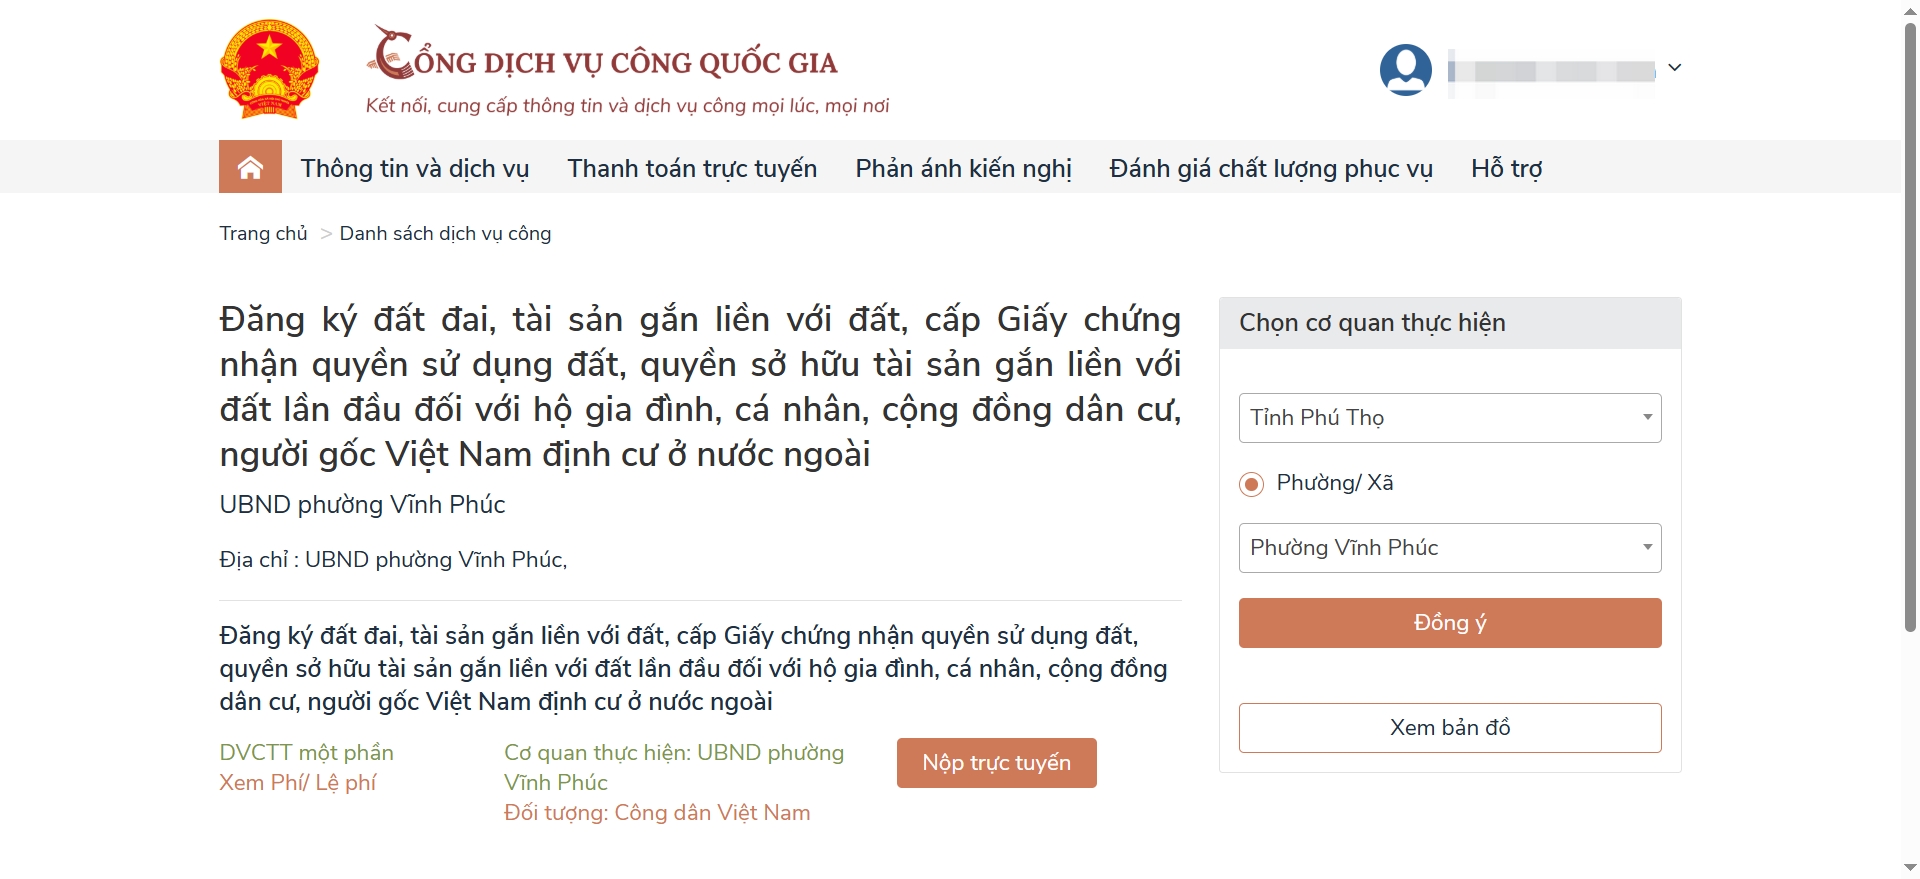 CỔNG DỊCH VỤ CÔNG QUỐC GIA
Kết nối, cung cấp thông tin và dịch vụ công mọi lúc, mọi nơi
Thông tin và dịch vụ
Thanh toán trực tuyến
Phản ánh kiến nghị
Đánh giá chất lượng phục vụ
Hỗ trợ
Trang chủ > Danh sách dịch vụ công
Đăng ký đất đai, tài sản gắn liền với đất, cấp Giấy chứng
nhận quyền sử dụng đất, quyền sở hữu tài sản gắn liền với
đất lần đầu đối với hộ gia đình, cá nhân, cộng đồng dân cư,
người gốc Việt Nam định cư ở nước ngoài
UBND phường Vĩnh Phúc
Địa chỉ : UBND phường Vĩnh Phúc,
Đăng ký đất đai, tài sản gắn liền với đất, cấp Giấy chứng nhận quyền sử dụng đất,
quyền sở hữu tài sản gắn liền với đất lần đầu đối với hộ gia đình, cá nhân, cộng đồng
dân cư, người gốc Việt Nam định cư ở nước ngoài
DVCTT một phần
Xem Phí/ Lệ phí
Cơ quan thực hiện: UBND phường
Vĩnh Phúc
Đối tượng: Công dân Việt Nam
Nộp trực tuyến
Chọn cơ quan thực hiện
Tỉnh Phú Thọ
Phường/ Xã
Phường Vĩnh Phúc
Đồng ý
Xem bản đồ